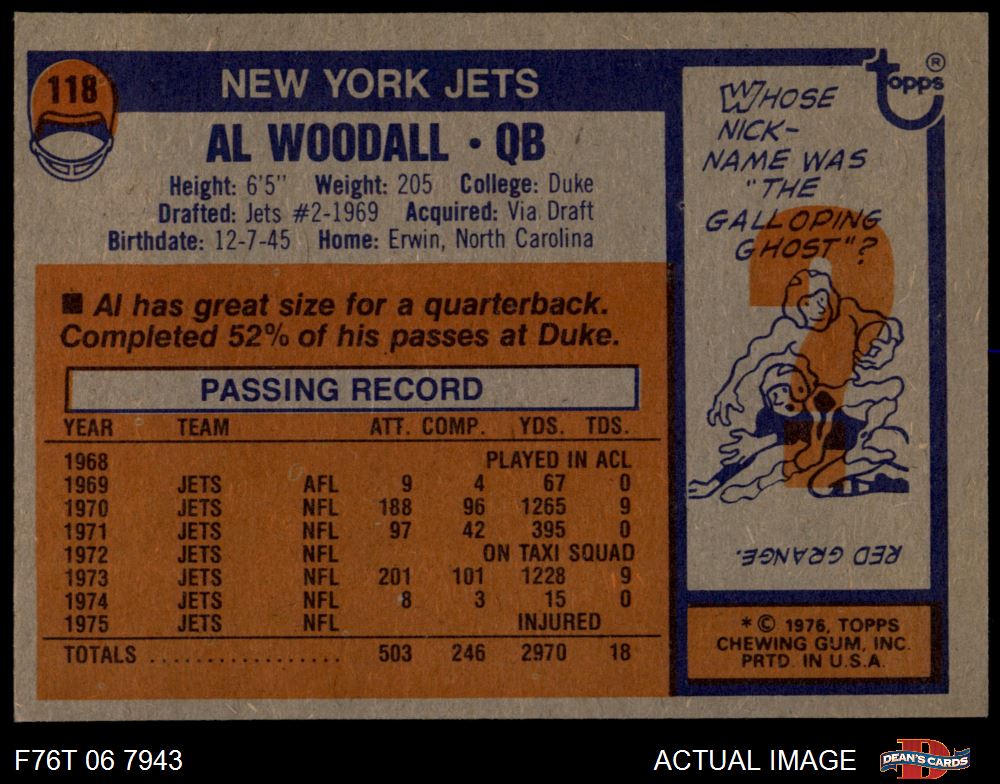 118
NEW YORK JETS
AL WOODALL • QB
Height: 6'5" Weight: 205 College: Duke
Drafted: Jets #2-1969 Acquired: Via Draft
Birthdate: 12-7-45 Home: Erwin, North Carolina
■ Al has great size for a quarterback.
Completed 52% of his passes at Duke.
PASSING RECORD
YEAR TEAM ATT. COMP. YDS. TDS.
1968 PLAYED IN ACL
1969 JETS AFL 9 4 67 0
1970 JETS NFL 188 96 1265 9
1971 JETS NFL 97 42 395 0
1972 JETS NFL ON TAXI SQUAD
1973 JETS NFL 201 101 1228 9
1974 JETS NFL 8 3 15 0
1975 JETS NFL INJURED
TOTALS .................. 503 246 2970 18
Topps ®
WHOSE
NICK-
NAME WAS
"THE
GALLOPING
GHOST"?
RED GRANGE.
* © 1976, TOPPS
CHEWING GUM, INC.
PRTD. IN U.S.A.
F76T 06 7943
ACTUAL IMAGE
D
DEAN'S CARDS